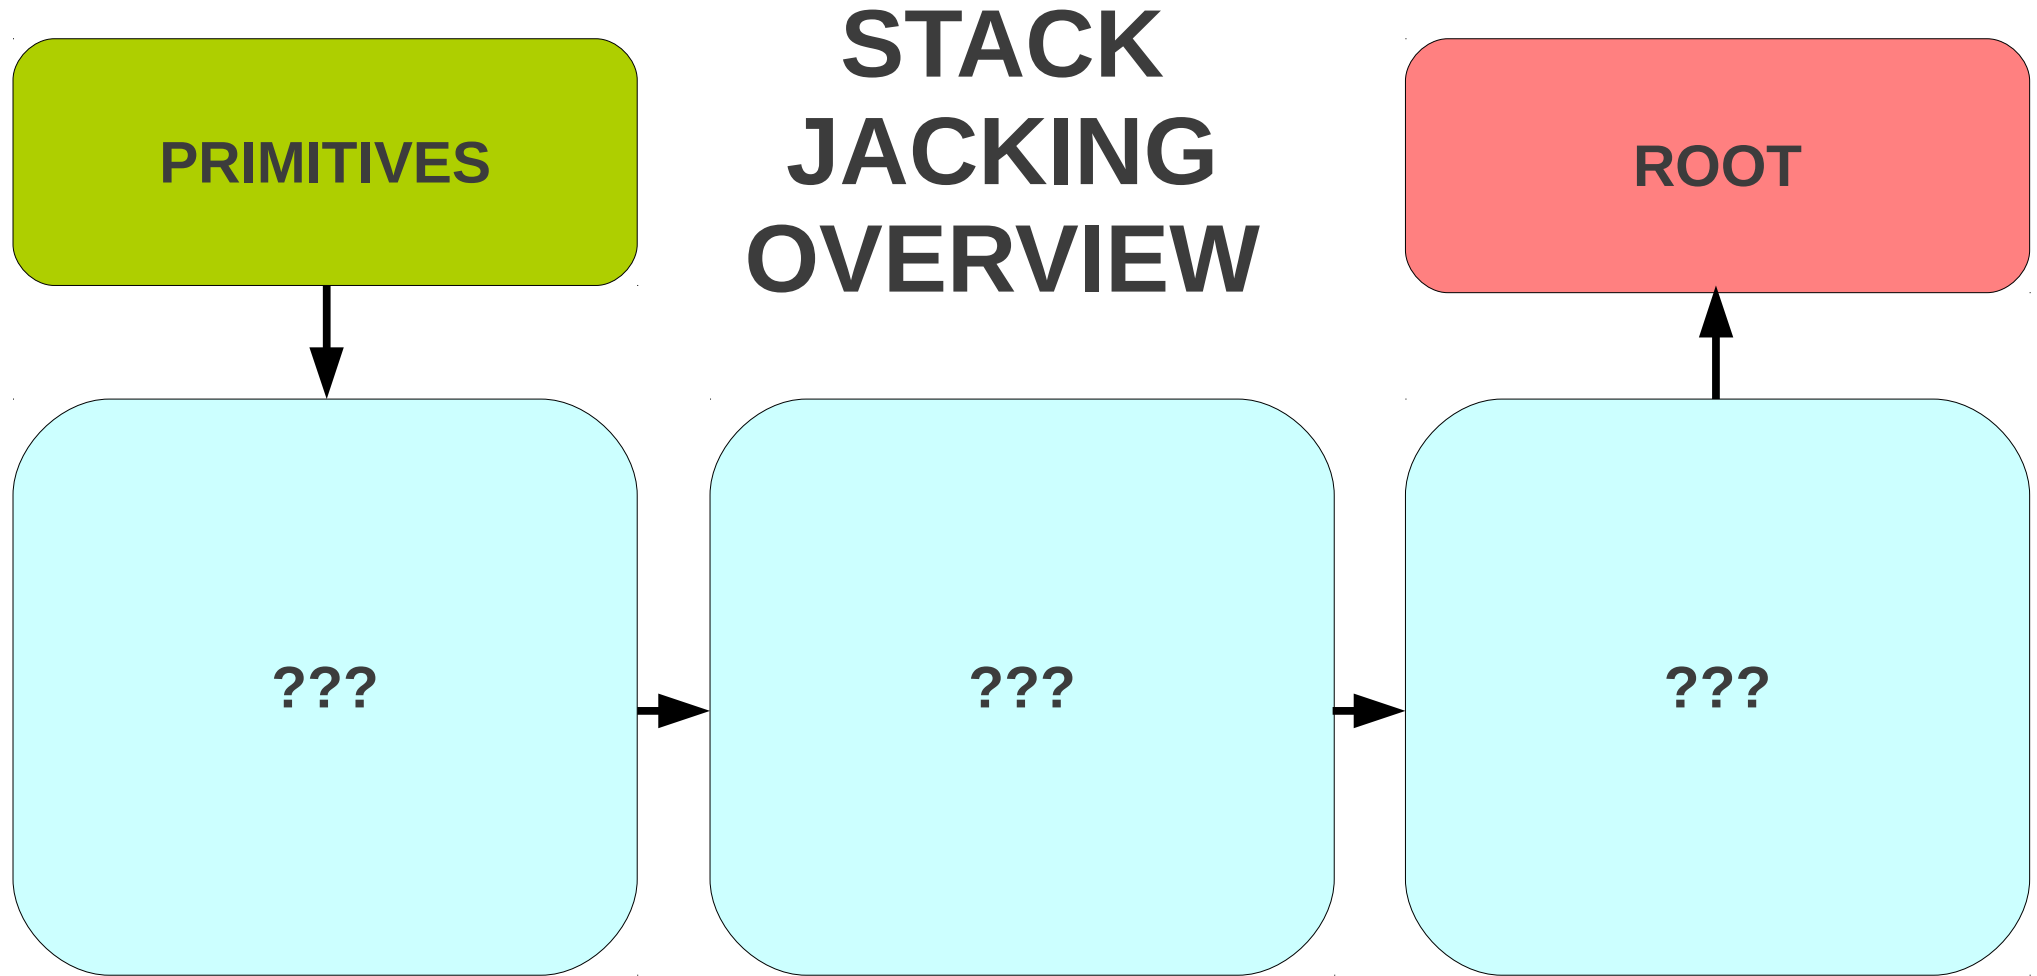 STACK
JACKING
OVERVIEW
PRIMITIVES
ROOT
???
???
???